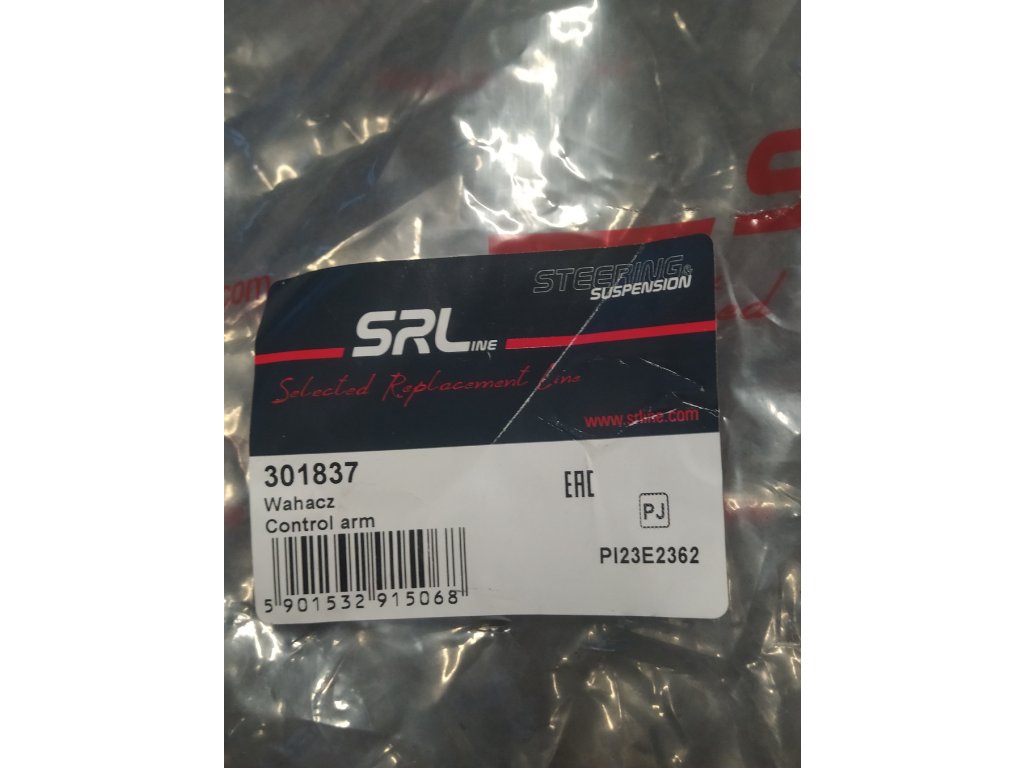 STEERING &
SUSPENSION
SRLINE
Selected Replacement Line
www.srline.com
301837
Wahacz
Control arm
EAC
PJ
PI23E2362
5 901532 915068
.com